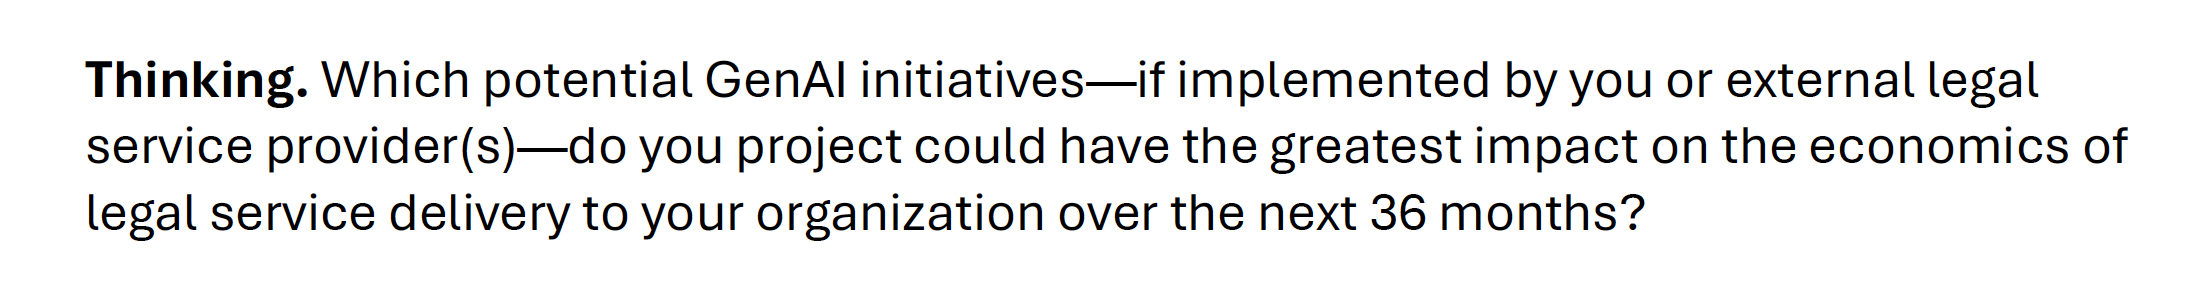 Thinking. Which potential GenAI initiatives—if implemented by you or external legal
service provider(s)—do you project could have the greatest impact on the economics of
legal service delivery to your organization over the next 36 months?